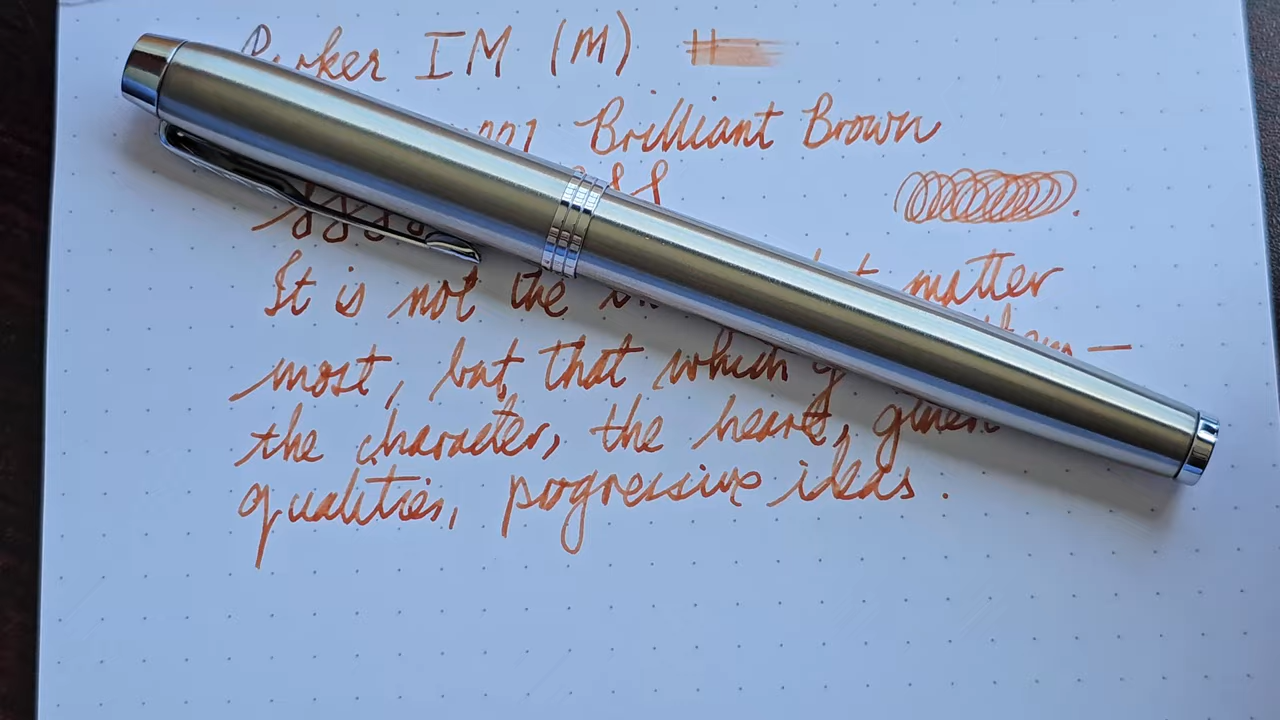 Parker IM (M)
Brilliant Brown
It is not the matter
most, but that which
the character, the heart,
qualities, progressive ideas.